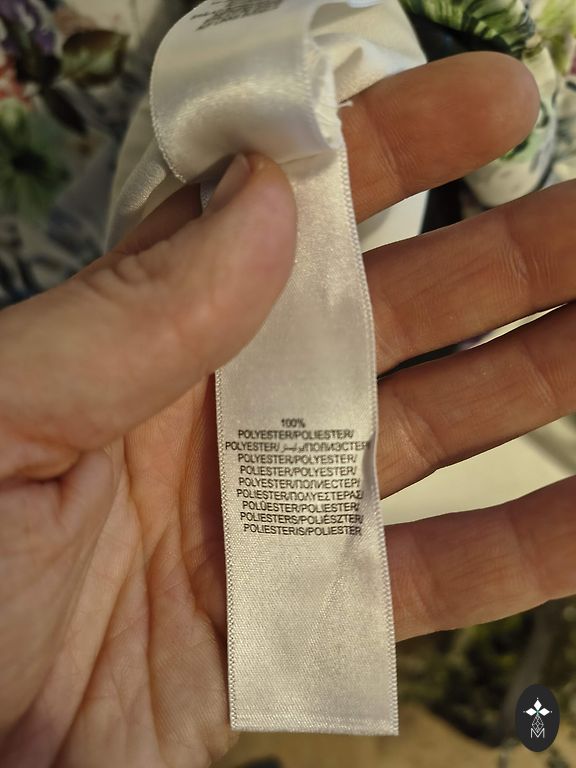 100%
POLYESTER/POLIESTER/
POLYESTER/بوليستر/ПОЛИЭСТЕР/
POLYESTER/POLYESTER/
POLIESTER/POLYESTER/
POLYESTER/ПОЛИЕСТЕР/
POLIESTER/ΠΟΛΥΕΣΤΕΡΑΣ/
POLÜESTER/POLIESTER/
POLIESTERS/POLIÉSZTER/
POLIESTERIS/POLIESTER